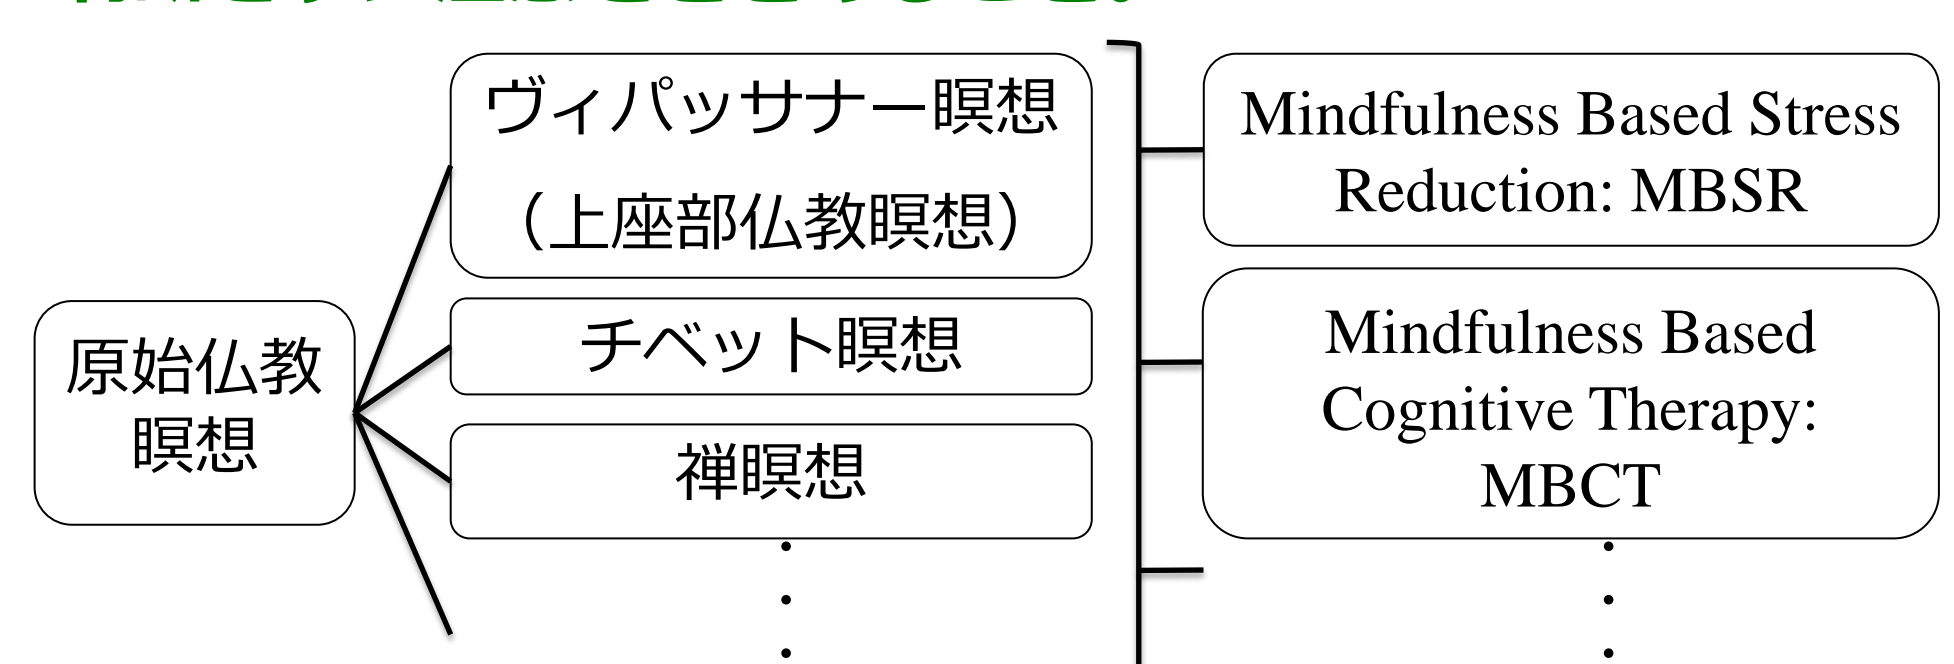 原始仏教
瞑想
ヴィパッサナー瞑想
（上座部仏教瞑想）
チベット瞑想
禅瞑想
・
・
・
Mindfulness Based Stress
Reduction: MBSR
Mindfulness Based
Cognitive Therapy:
MBCT
・
・
・